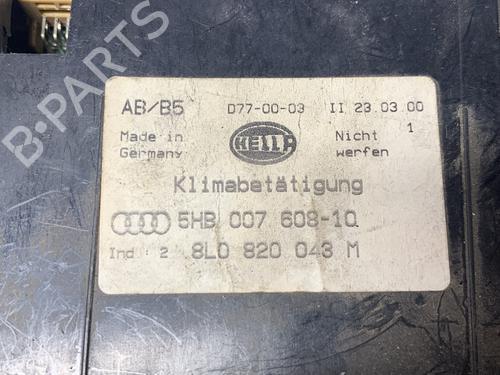 AB/B5 D77-00-03 II 23.03.00
Made in Germany HELLA Nicht werfen 1
Klimabetätigung
5HB 007 608-10
Ind.: 2 8L0 820 043 M
B-PARTS